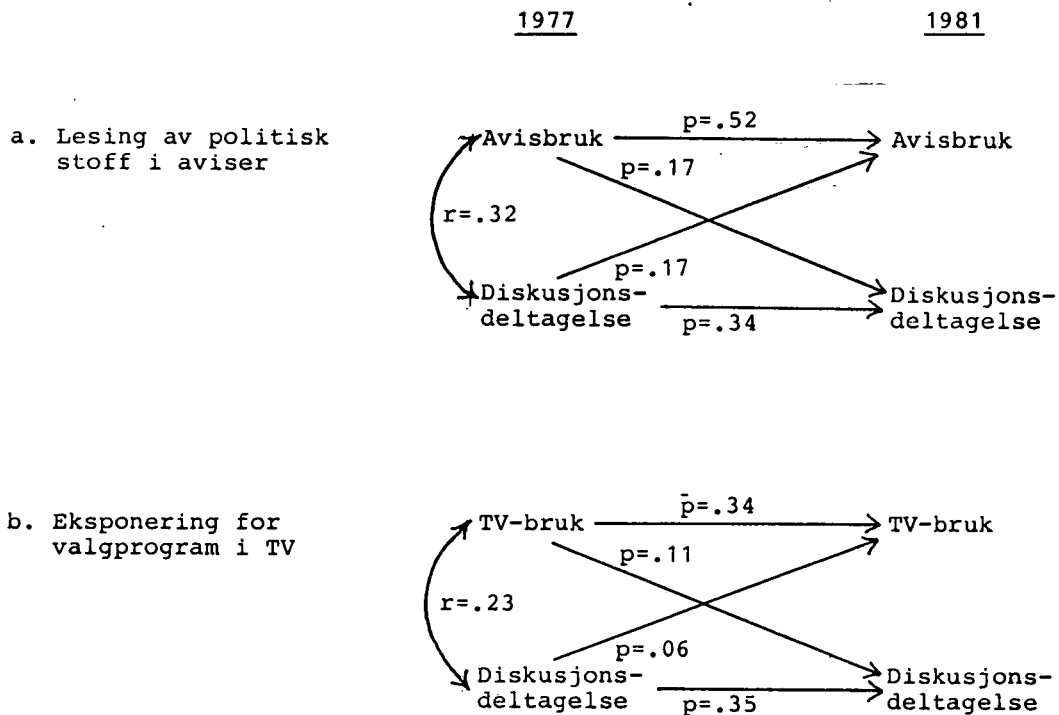 1977 1981
a. Lesing av politisk
stoff i aviser
Avisbruk p=.52 Avisbruk
p=.17
r=.32
p=.17
Diskusjons-
deltagelse p=.34 Diskusjons-
deltagelse
b. Eksponering for
valgprogram i TV
TV-bruk p=.34 TV-bruk
p=.11
r=.23
p=.06
Diskusjons-
deltagelse p=.35 Diskusjons-
deltagelse